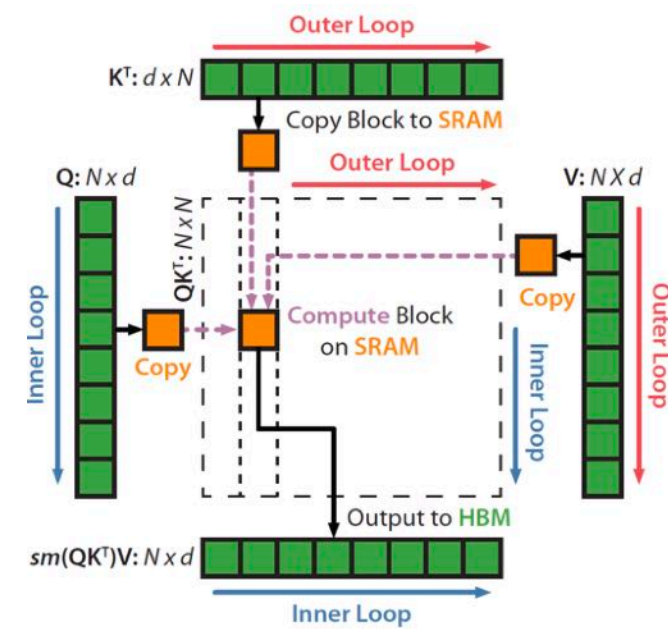 Outer Loop
Kᵀ: d x N
Copy Block to SRAM
Outer Loop
Q: N x d
V: N X d
QKᵀ: N x N
Copy
Compute Block
on SRAM
Copy
Inner Loop
Inner Loop
Outer Loop
Output to HBM
sm(QKᵀ)V: N x d
Inner Loop